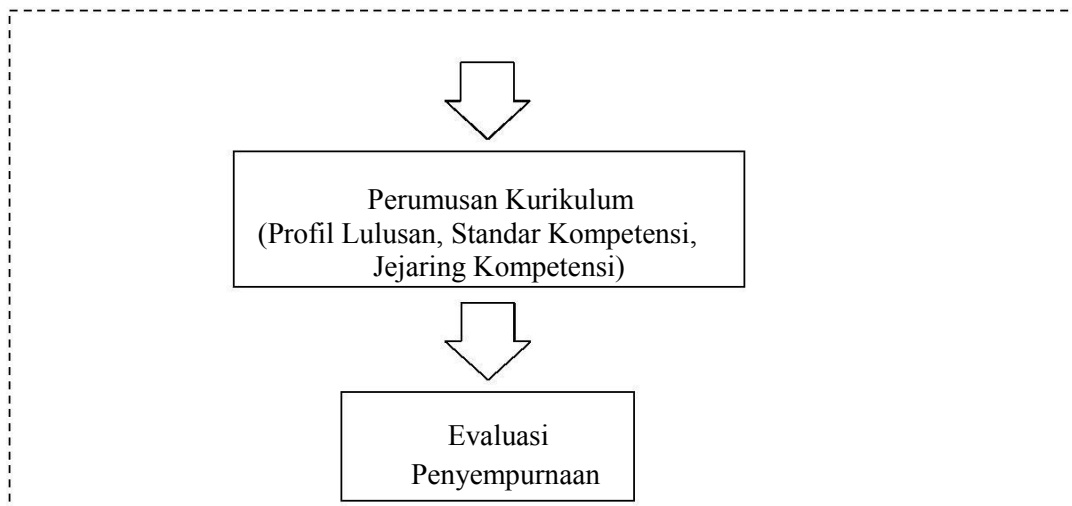 Perumusan Kurikulum
(Profil Lulusan, Standar Kompetensi,
Jejaring Kompetensi)
Evaluasi
Penyempurnaan